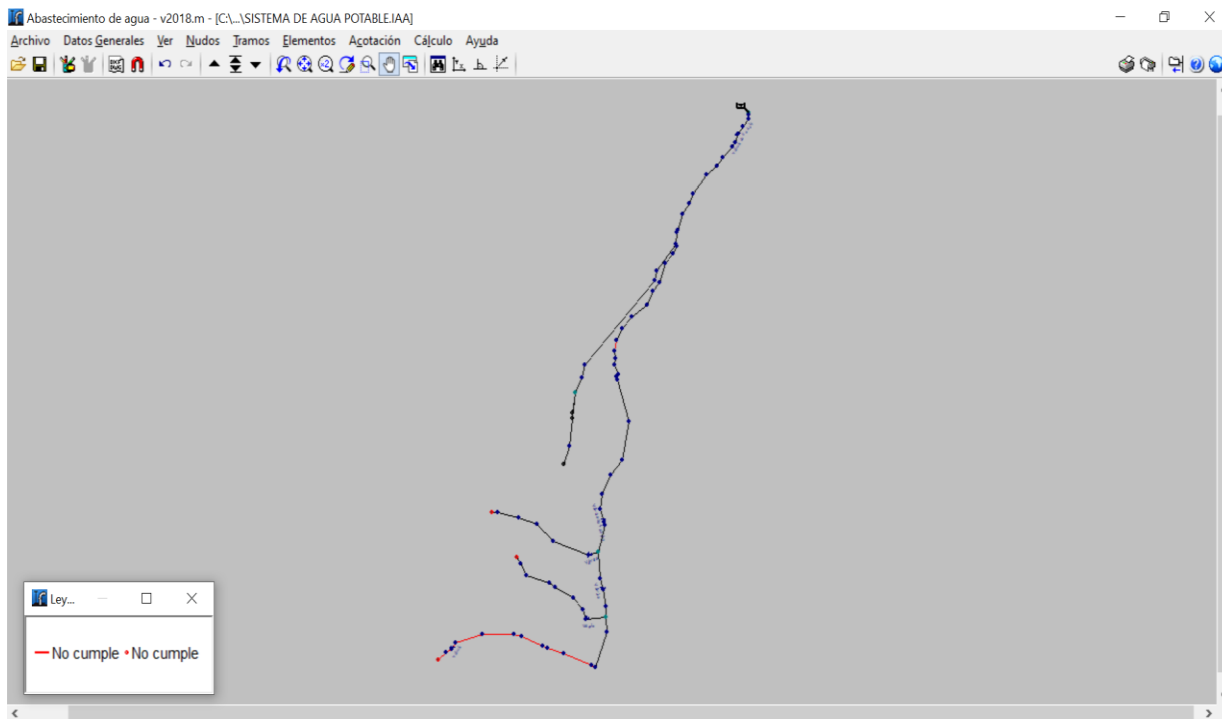 Abastecimiento de agua - v2018.m - [C:\...\SISTEMA DE AGUA POTABLE.IAA]
Archivo Datos Generales Ver Nudos Tramos Elementos Acotación Cálculo Ayuda
Ley...
No cumple No cumple